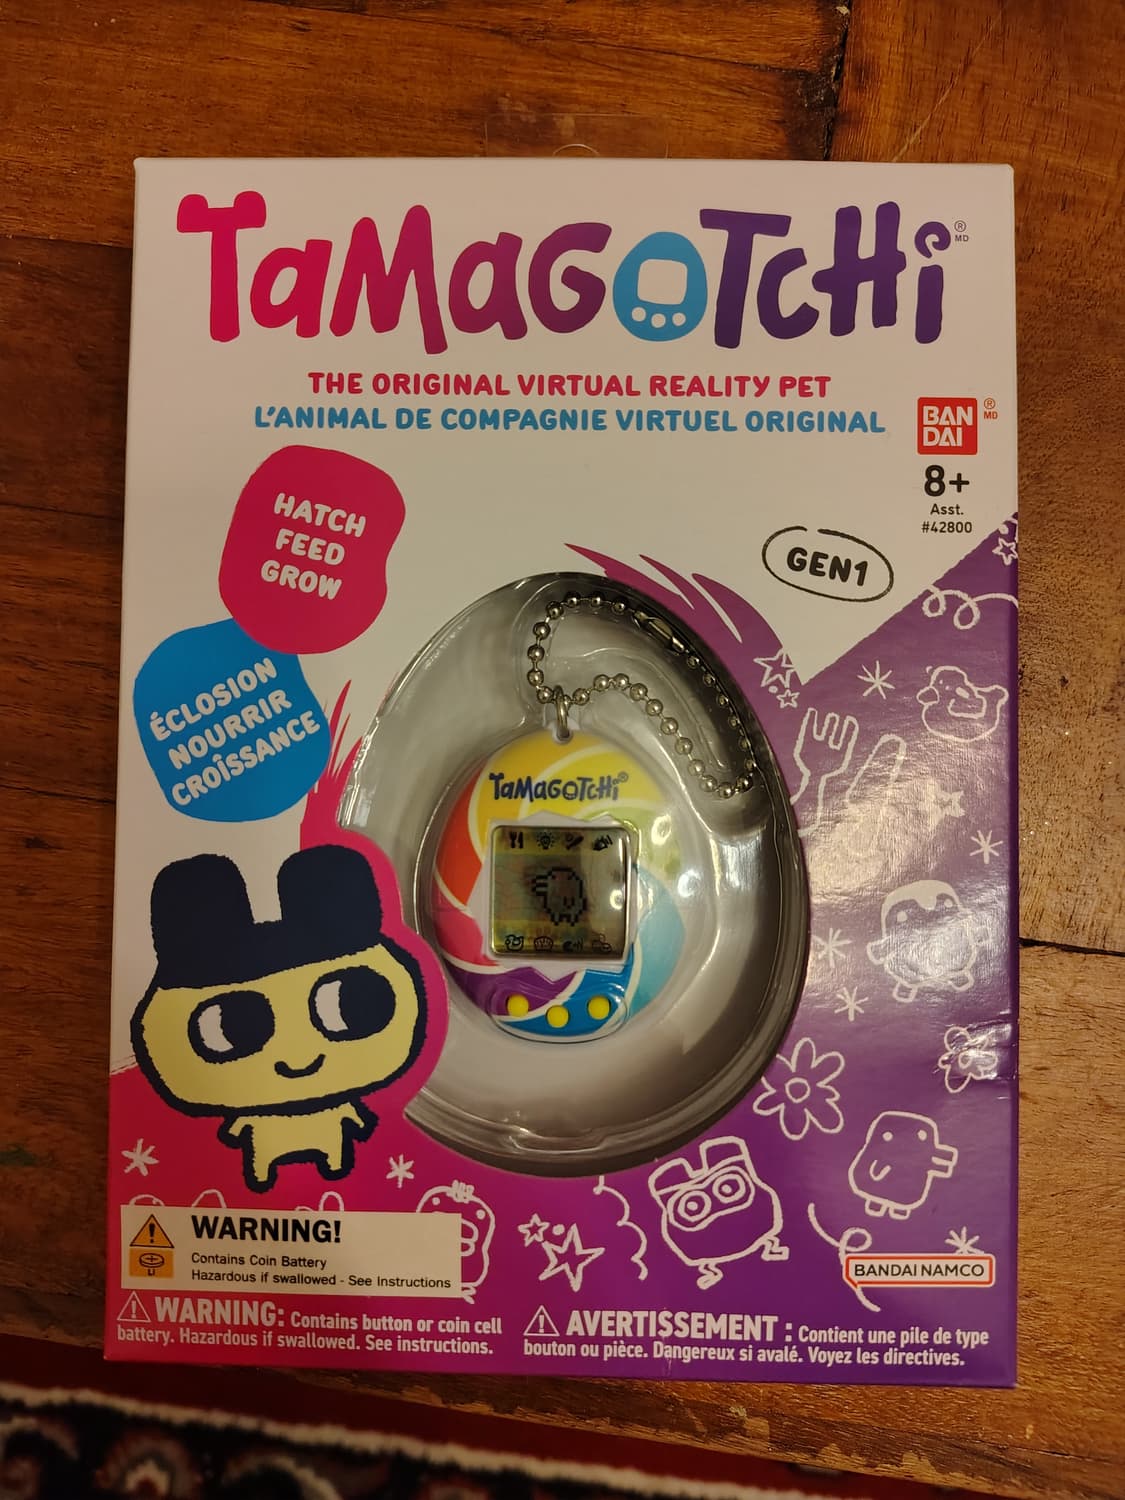 TaMaGoTcHi® MD
THE ORIGINAL VIRTUAL REALITY PET
L'ANIMAL DE COMPAGNIE VIRTUEL ORIGINAL
BAN
DAI
® MD
8+
Asst.
#42800
HATCH
FEED
GROW
GEN1
ÉCLOSION
NOURRIR
CROÎSSANCE
TaMaGoTcHi®
WARNING!
Contains Coin Battery
Hazardous if swallowed - See Instructions
BANDAI NAMCO
WARNING: Contains button or coin cell
battery. Hazardous if swallowed. See instructions.
AVERTISSEMENT : Contient une pile de type
bouton ou pièce. Dangereux si avalé. Voyez les directives.